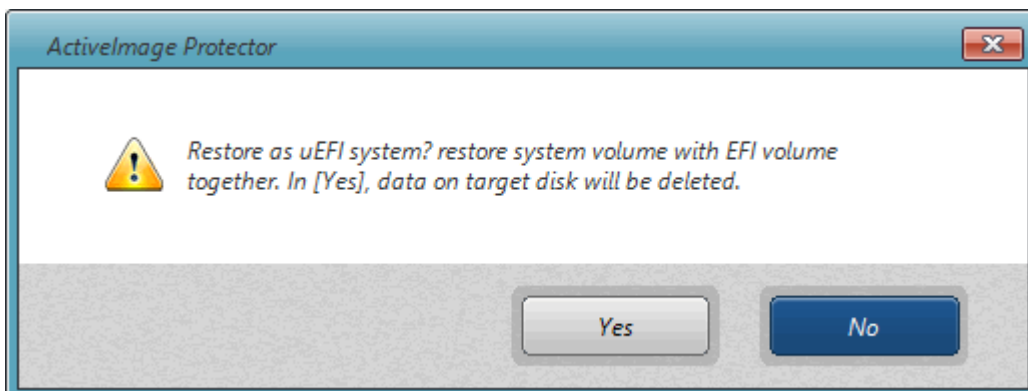 ActiveImage Protector
Restore as uEFI system? restore system volume with EFI volume
together. In [Yes], data on target disk will be deleted.
Yes
No